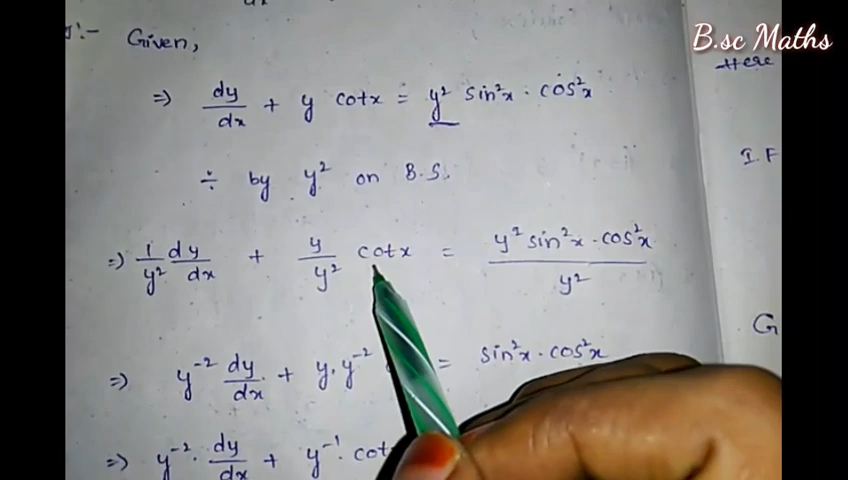 B.sc Maths
Given,
Here
⇒ dy/dx + y cotx = y² sin²x · cos²x
÷ by y² on B.S.
I.F
⇒ 1/y² dy/dx + y/y² cotx = y² sin²x · cos²x / y²
G
⇒ y⁻² dy/dx + y · y⁻² = sin²x · cos²x
⇒ y⁻² · dy/dx + y⁻¹ · cot